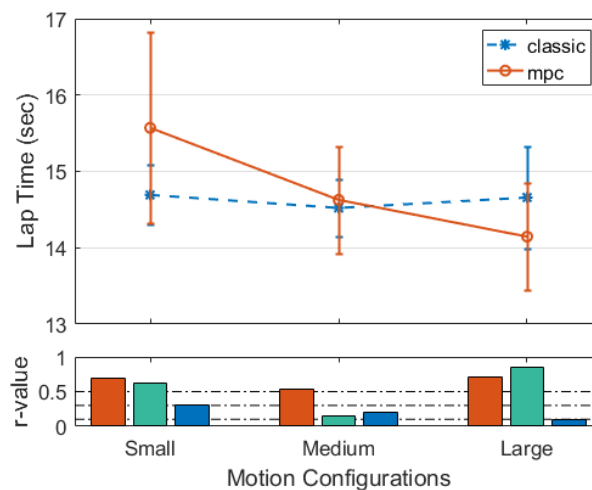 17
16
15
14
13
Lap Time (sec)
classic
mpc
1
0.5
0
r-value
Small Medium Large
Motion Configurations